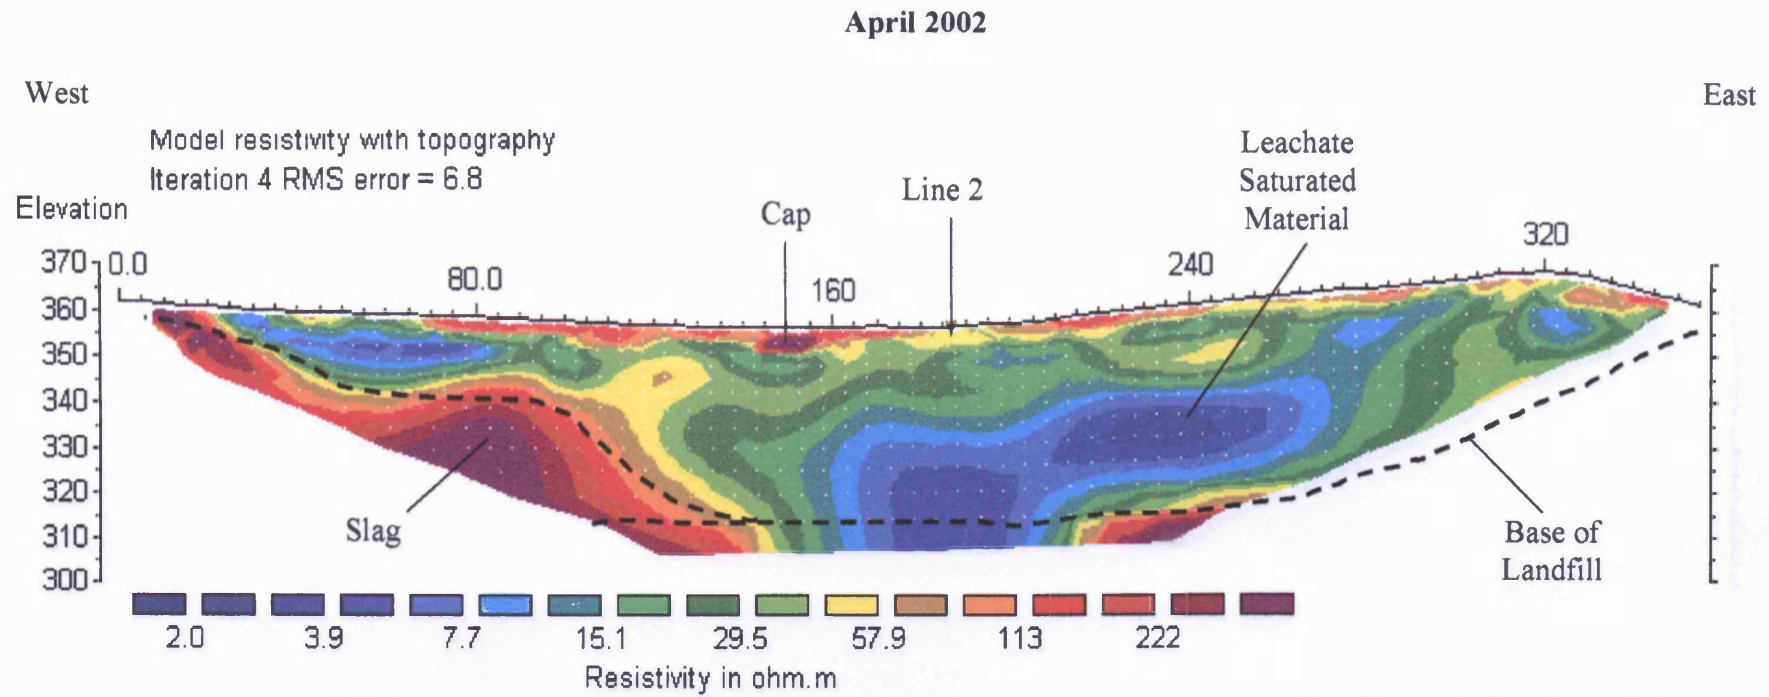 April 2002
West
East
Model resistivity with topography
Iteration 4 RMS error = 6.8
Elevation
Cap
Line 2
Leachate
Saturated
Material
370
0.0
80.0
160
240
320
360
350
340
330
320
310
300
Slag
Base of
Landfill
2.0 3.9 7.7 15.1 29.5 57.9 113 222
Resistivity in ohm.m